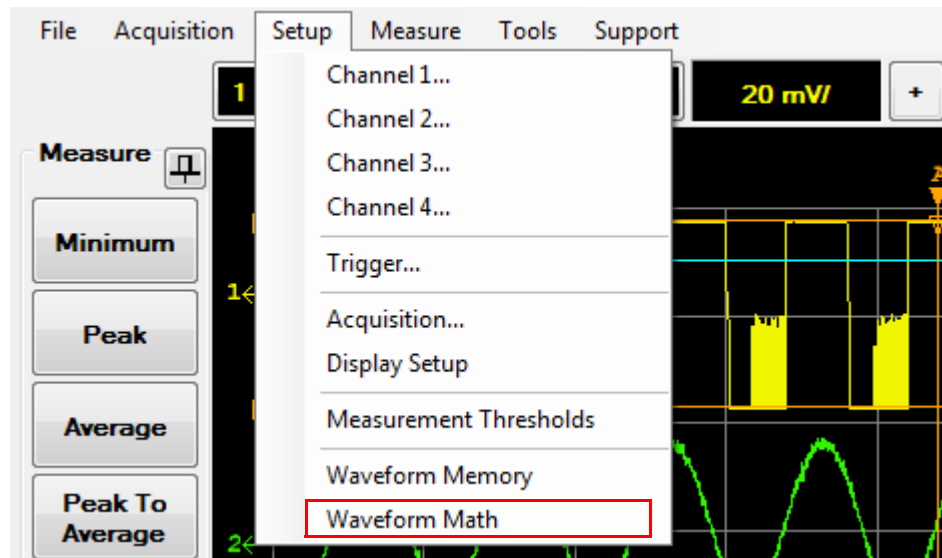 File Acquisition Setup Measure Tools Support
1 20 mV/ +
Channel 1...
Channel 2...
Channel 3...
Channel 4...
Trigger...
Acquisition...
Display Setup
Measurement Thresholds
Waveform Memory
Waveform Math
Measure
Minimum
Peak
Average
Peak To
Average
A
1
2